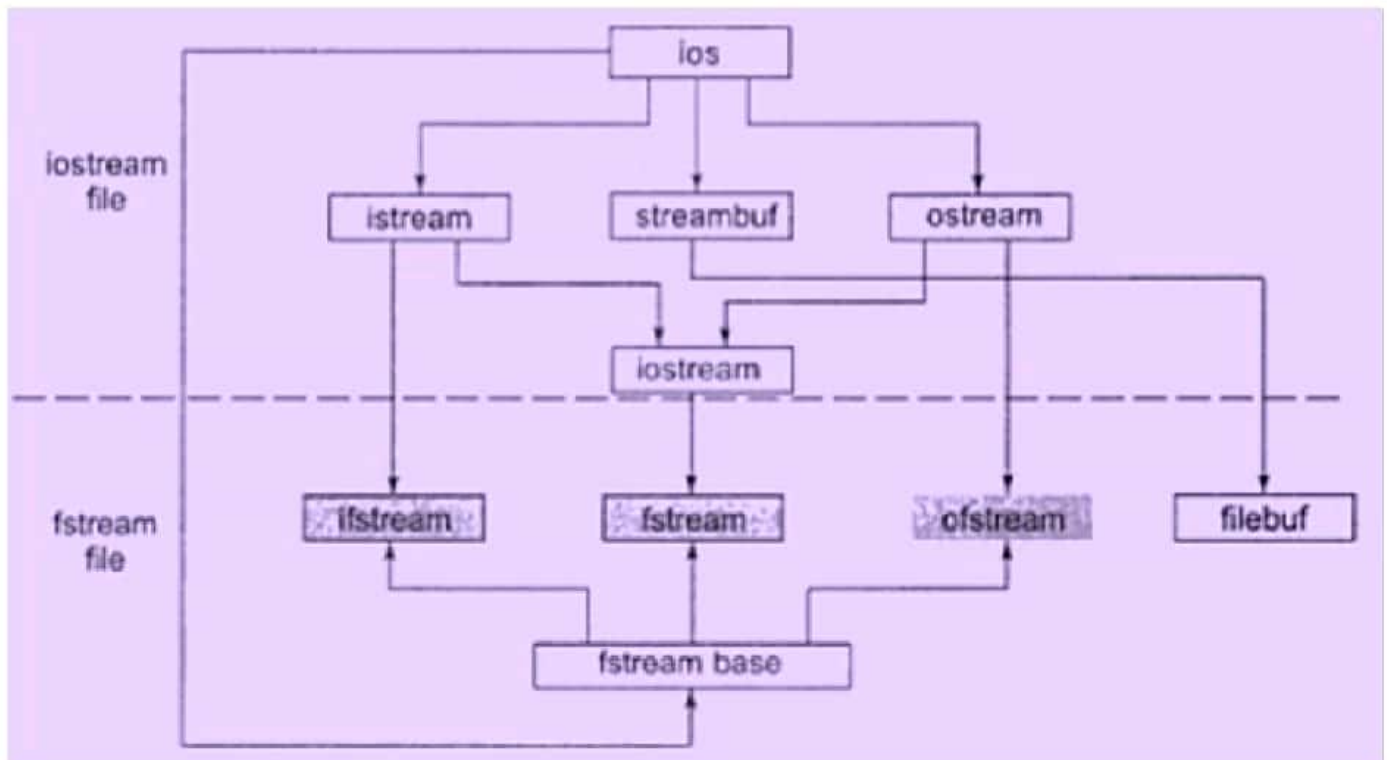 ios
iostream
file
istream
streambuf
ostream
iostream
fstream
file
ifstream
fstream
ofstream
filebuf
fstream base